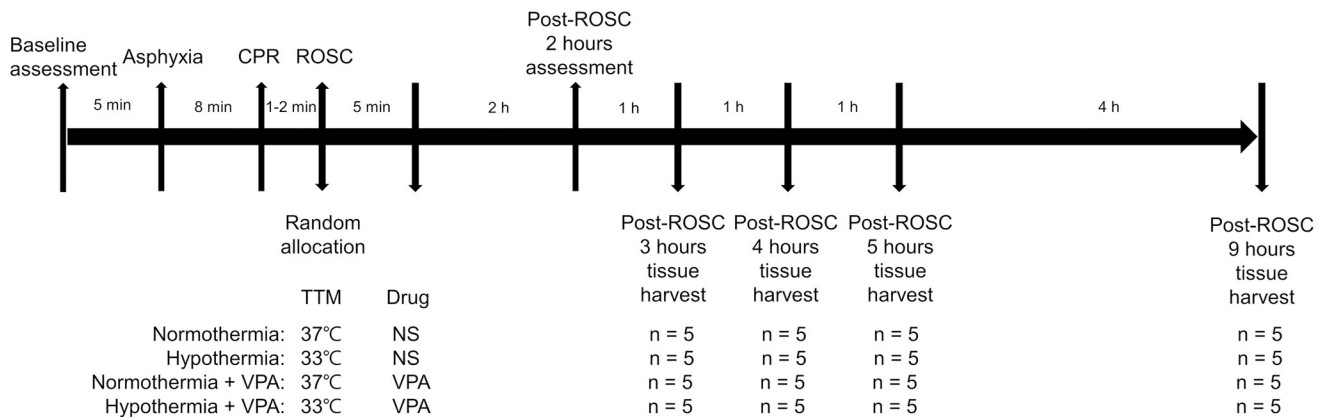 Post-ROSC
2 hours
assessment
Baseline
assessment
Asphyxia
CPR
ROSC
5 min
8 min
1-2 min
5 min
2 h
1 h
1 h
1 h
4 h
Random
allocation
Post-ROSC
3 hours
tissue
harvest
Post-ROSC
4 hours
tissue
harvest
Post-ROSC
5 hours
tissue
harvest
Post-ROSC
9 hours
tissue
harvest
TTM Drug
Normothermia: 37℃ NS n = 5 n = 5 n = 5 n = 5
Hypothermia: 33℃ NS n = 5 n = 5 n = 5 n = 5
Normothermia + VPA: 37℃ VPA n = 5 n = 5 n = 5 n = 5
Hypothermia + VPA: 33℃ VPA n = 5 n = 5 n = 5 n = 5